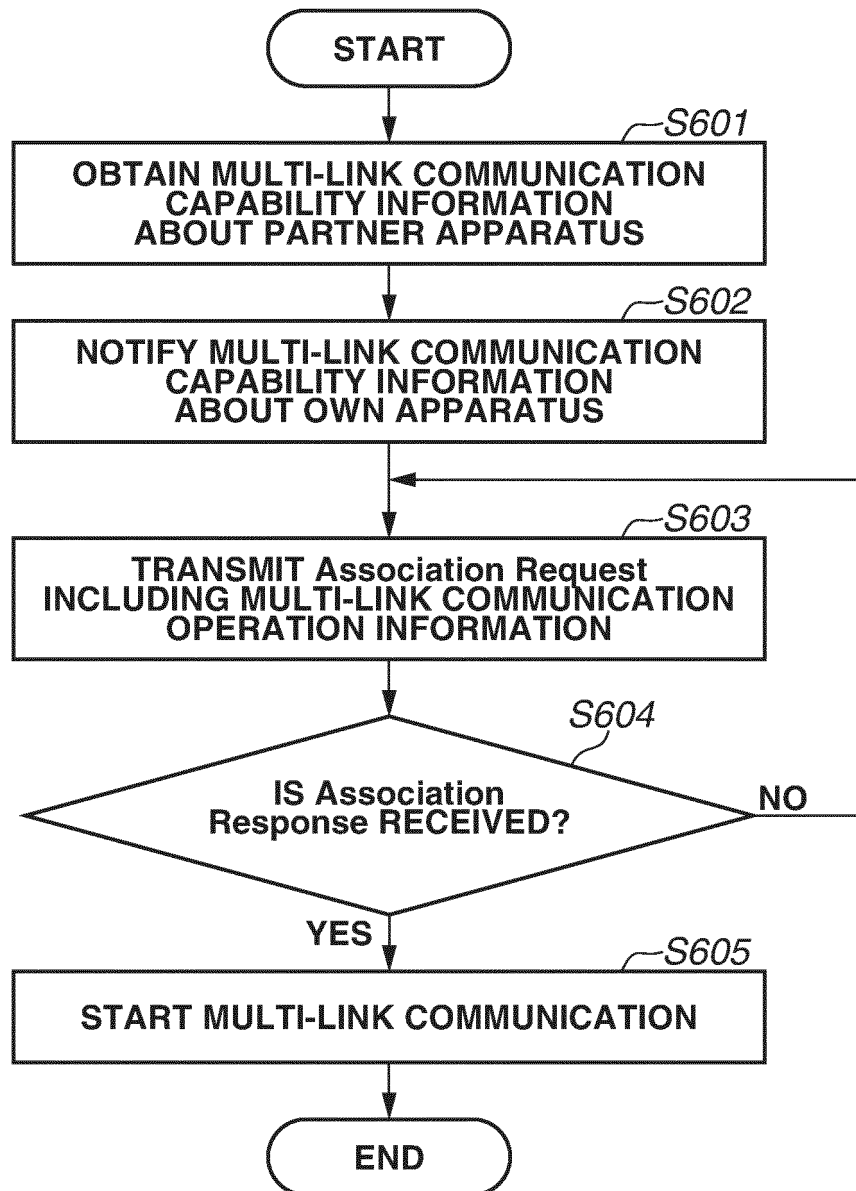 START
S601
OBTAIN MULTI-LINK COMMUNICATION
CAPABILITY INFORMATION
ABOUT PARTNER APPARATUS
S602
NOTIFY MULTI-LINK COMMUNICATION
CAPABILITY INFORMATION
ABOUT OWN APPARATUS
S603
TRANSMIT Association Request
INCLUDING MULTI-LINK COMMUNICATION
OPERATION INFORMATION
S604
IS Association
Response RECEIVED?
NO
YES
S605
START MULTI-LINK COMMUNICATION
END